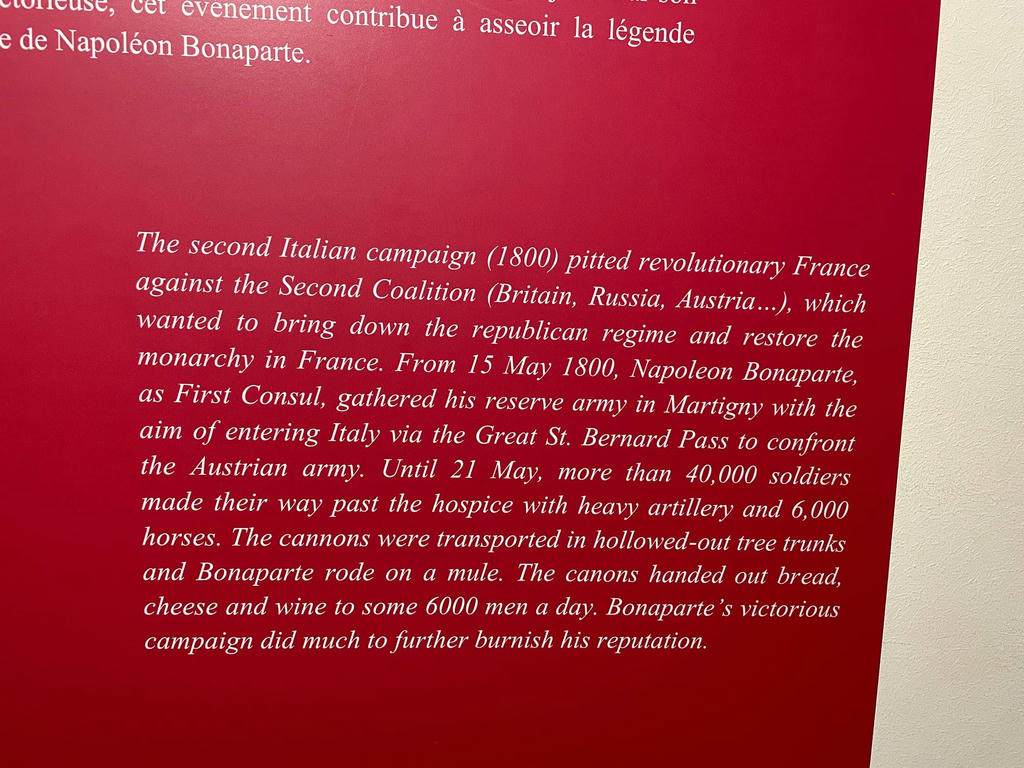 cet événement contribue à asseoir la légende
de Napoléon Bonaparte.
The second Italian campaign (1800) pitted revolutionary France
against the Second Coalition (Britain, Russia, Austria...), which
wanted to bring down the republican regime and restore the
monarchy in France. From 15 May 1800, Napoleon Bonaparte,
as First Consul, gathered his reserve army in Martigny with the
aim of entering Italy via the Great St. Bernard Pass to confront
the Austrian army. Until 21 May, more than 40,000 soldiers
made their way past the hospice with heavy artillery and 6,000
horses. The cannons were transported in hollowed-out tree trunks
and Bonaparte rode on a mule. The canons handed out bread,
cheese and wine to some 6000 men a day. Bonaparte's victorious
campaign did much to further burnish his reputation.